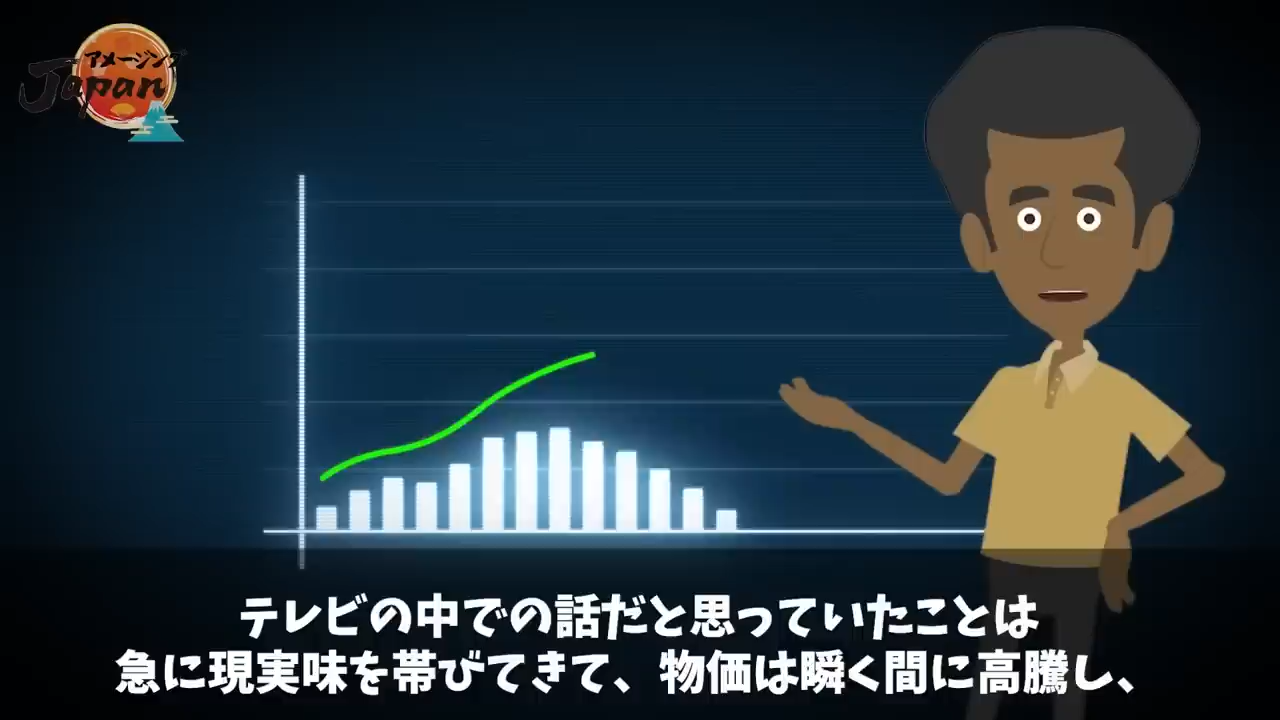 アメージング
Japan
テレビの中での話だと思っていたことは
急に現実味を帯びてきて、物価は瞬く間に高騰し、